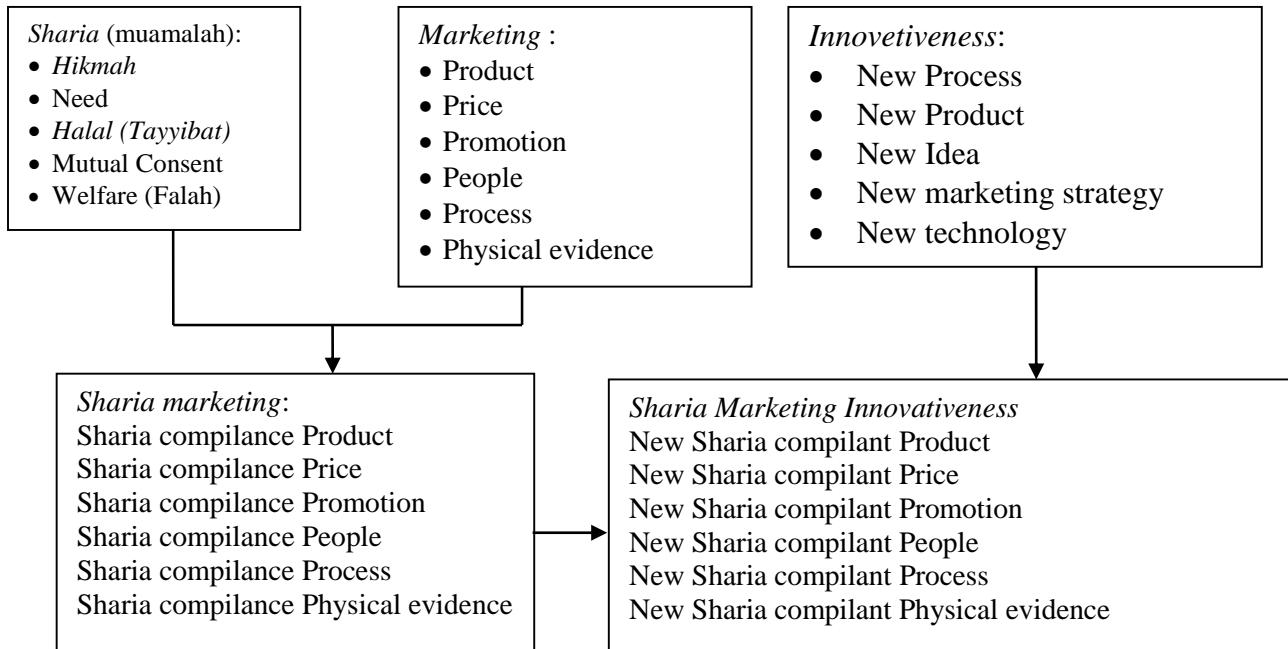 Sharia (muamalah):
• Hikmah
• Need
• Halal (Tayyibat)
• Mutual Consent
• Welfare (Falah)
Marketing :
• Product
• Price
• Promotion
• People
• Process
• Physical evidence
Innovetiveness:
• New Process
• New Product
• New Idea
• New marketing strategy
• New technology
Sharia marketing:
Sharia compilance Product
Sharia compilance Price
Sharia compilance Promotion
Sharia compilance People
Sharia compilance Process
Sharia compilance Physical evidence
Sharia Marketing Innovativeness
New Sharia compilant Product
New Sharia compilant Price
New Sharia compilant Promotion
New Sharia compilant People
New Sharia compilant Process
New Sharia compilant Physical evidence